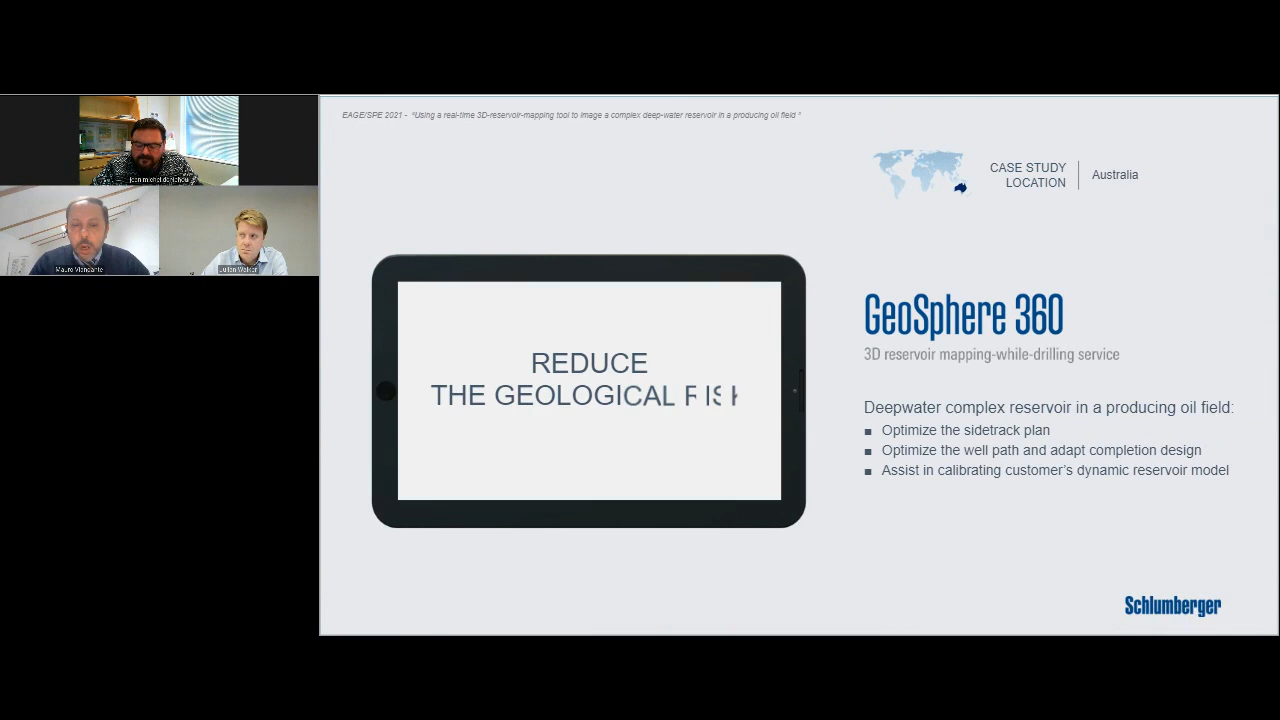 EAGE/SPE 2021 - "Using a real-time 3D-reservoir-mapping tool to image a complex deep-water reservoir in a producing oil field "
CASE STUDY
LOCATION
Australia
Mauro Viandante
Julian Walker
REDUCE
THE GEOLOGICAL RISK
GeoSphere 360
3D reservoir mapping-while-drilling service
Deepwater complex reservoir in a producing oil field:
▪ Optimize the sidetrack plan
▪ Optimize the well path and adapt completion design
▪ Assist in calibrating customer's dynamic reservoir model
Schlumberger